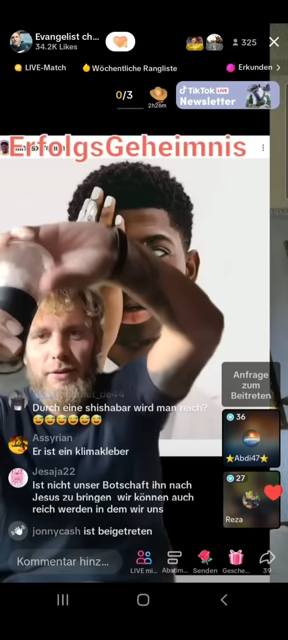 Evangelist ch...
34.2K Likes
325
LIVE-Match
Wöchentliche Rangliste
Erkunden
0/3
2h26m
TikTok LIVE
Newsletter
ErfolgsGeheimnis
Anfrage
zum
Beitreten
Durch eine shishabar wird man reich?
36
Assyrian
Er ist ein klimakleber
Abdi47
Jesaja22
27
Ist nicht unser Botschaft ihn nach
Jesus zu bringen wir können auch
reich werden in dem wir uns
Reza
jonnycash ist beigetreten
Kommentar hinz...
LIVE mi...
Abstim...
Senden
Gesche...
39